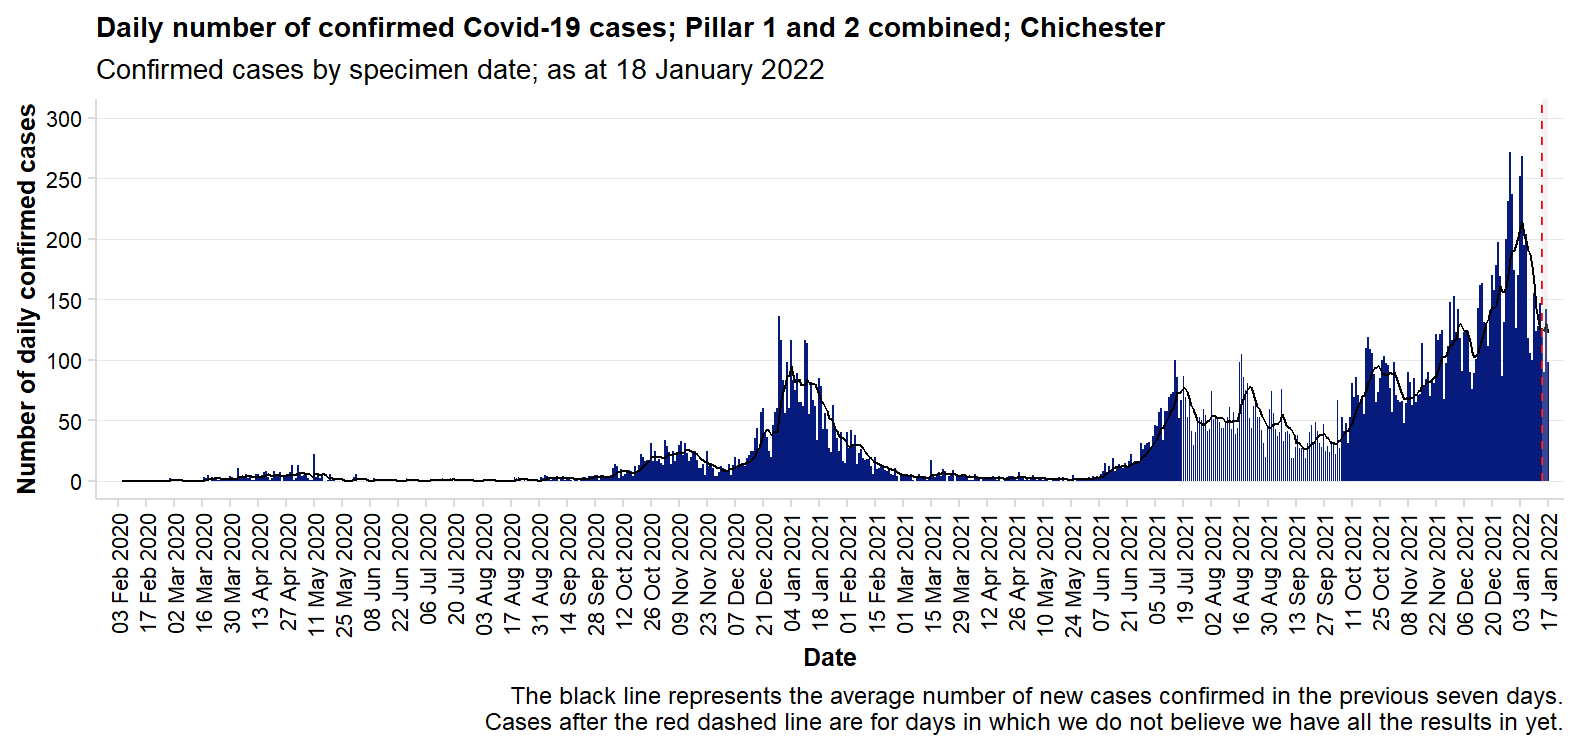 Daily number of confirmed Covid-19 cases; Pillar 1 and 2 combined; Chichester
Confirmed cases by specimen date; as at 18 January 2022
Number of daily confirmed cases
300
250
200
150
100
50
0
03 Feb 2020
17 Feb 2020
02 Mar 2020
16 Mar 2020
30 Mar 2020
13 Apr 2020
27 Apr 2020
11 May 2020
25 May 2020
08 Jun 2020
22 Jun 2020
06 Jul 2020
20 Jul 2020
03 Aug 2020
17 Aug 2020
31 Aug 2020
14 Sep 2020
28 Sep 2020
12 Oct 2020
26 Oct 2020
09 Nov 2020
23 Nov 2020
07 Dec 2020
21 Dec 2020
04 Jan 2021
18 Jan 2021
01 Feb 2021
15 Feb 2021
01 Mar 2021
15 Mar 2021
29 Mar 2021
12 Apr 2021
26 Apr 2021
10 May 2021
24 May 2021
07 Jun 2021
21 Jun 2021
05 Jul 2021
19 Jul 2021
02 Aug 2021
16 Aug 2021
30 Aug 2021
13 Sep 2021
27 Sep 2021
11 Oct 2021
25 Oct 2021
08 Nov 2021
22 Nov 2021
06 Dec 2021
20 Dec 2021
03 Jan 2022
17 Jan 2022
Date
The black line represents the average number of new cases confirmed in the previous seven days.
Cases after the red dashed line are for days in which we do not believe we have all the results in yet.